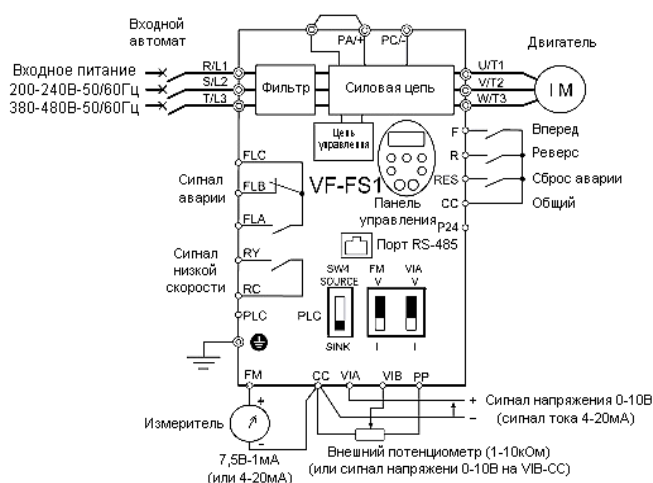 Входной
автомат
PA/+
PC/-
Двигатель
Входное питание
200-240В-50/60Гц
380-480В-50/60Гц
R/L1
S/L2
T/L3
Фильтр
Силовая цепь
U/T1
V/T2
W/T3
I M
Цепь
управления
F
Вперед
R
Реверс
RES
Сброс аварии
CC
Общий
P24
FLC
FLB
FLA
Сигнал
аварии
VF-FS1
Панель
управления
Порт RS-485
Сигнал
низкой
скорости
RY
RC
PLC
SW4
SOURCE
PLC
SINK
FM
V
I
VIA
V
I
FM
CC
VIA
VIB
PP
+
-
Измеритель
7,5В-1мА
(или 4-20мА)
+ Сигнал напряжения 0-10В
- (сигнал тока 4-20мА)
Внешний потенциометр (1-10кОм)
(или сигнал напряжени 0-10В на VIB-CC)